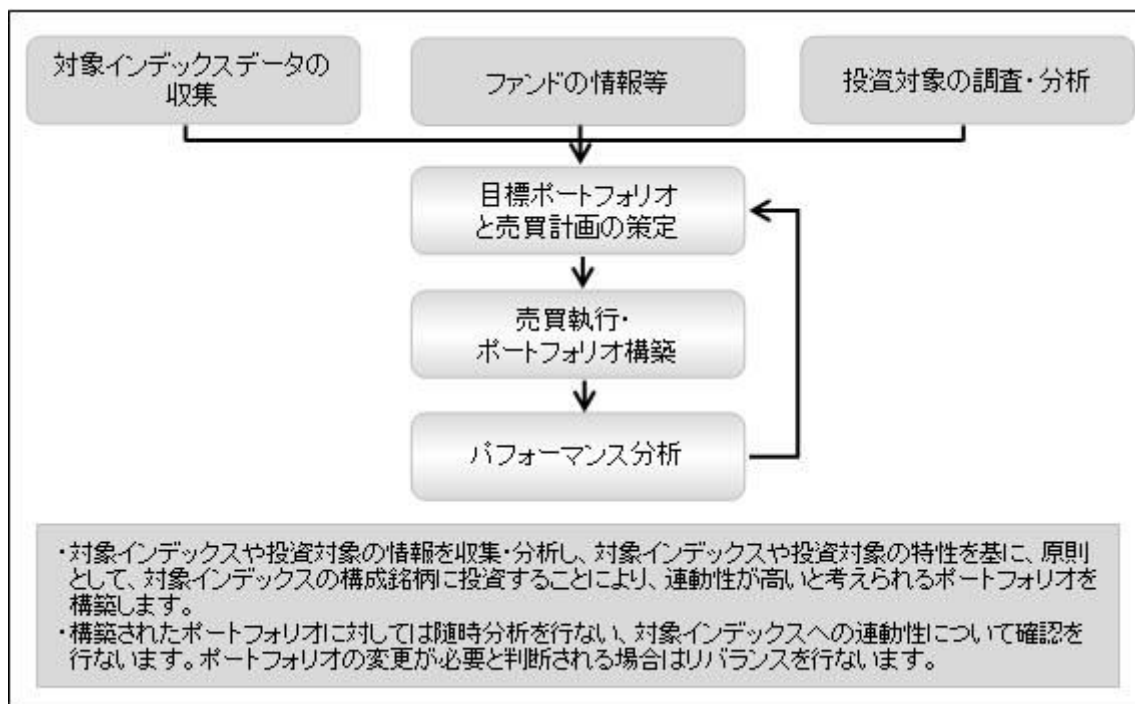 対象インデックスデータの
収集
ファンドの情報等
投資対象の調査・分析
目標ポートフォリオ
と売買計画の策定
売買執行・
ポートフォリオ構築
パフォーマンス分析
・対象インデックスや投資対象の情報を収集・分析し、対象インデックスや投資対象の特性を基に、原則
として、対象インデックスの構成銘柄に投資することにより、連動性が高いと考えられるポートフォリオを
構築します。
・構築されたポートフォリオに対しては随時分析を行ない、対象インデックスへの連動性について確認を
行ないます。ポートフォリオの変更が必要と判断される場合はリバランスを行ないます。